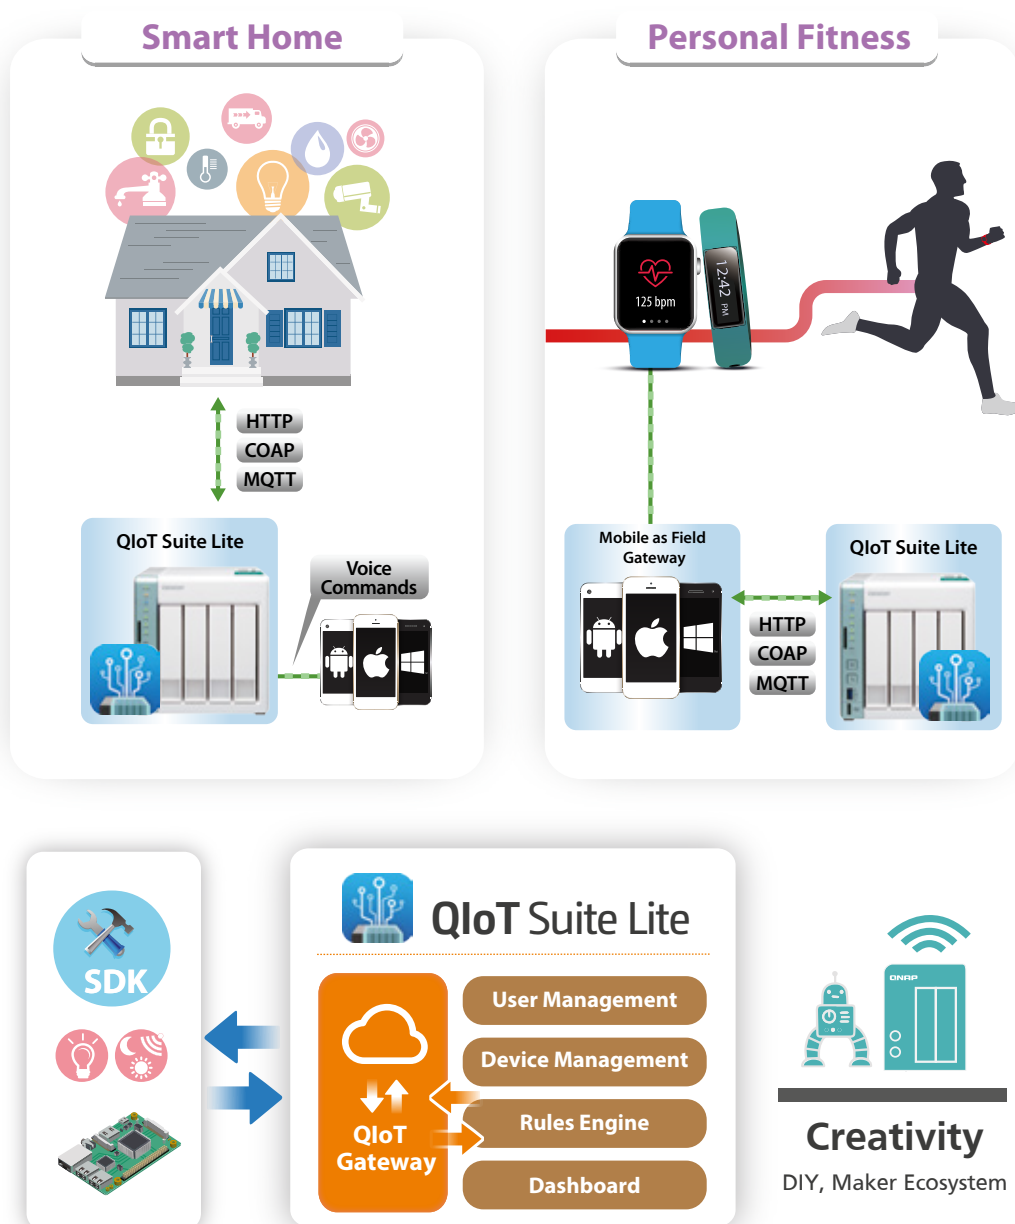 Smart Home
HTTP
COAP
MQTT
QIoT Suite Lite
Voice
Commands
Personal Fitness
125 bpm
12:42 PM
Mobile as Field
Gateway
HTTP
COAP
MQTT
QIoT Suite Lite
SDK
QIoT Suite Lite
QIoT
Gateway
User Management
Device Management
Rules Engine
Dashboard
QNAP
Creativity
DIY, Maker Ecosystem